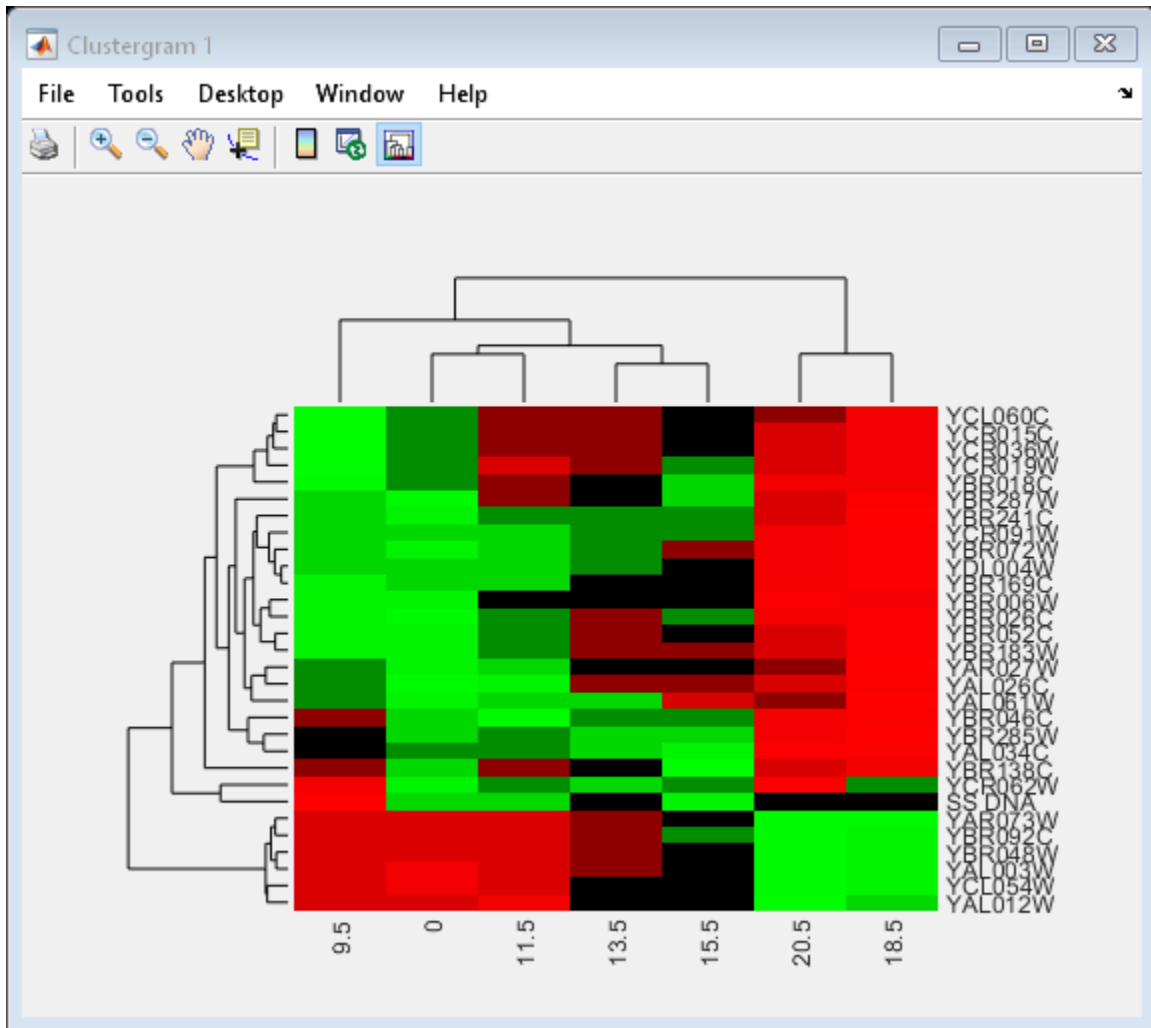 Clustergram 1
File Tools Desktop Window Help
YCL060C
YCR015C
YCR036W
YCR019W
YBR018C
YBR287W
YBR241C
YCR091W
YBR072W
YDL004W
YBR169C
YBR006W
YBR026C
YBR052C
YBR183W
YAR027W
YAL026C
YAL061W
YBR046C
YBR285W
YAL034C
YBR138C
YCR062W
SS DNA
YAR073W
YBR092C
YBR048W
YAL003W
YCL054W
YAL012W
9.5 0 11.5 13.5 15.5 20.5 18.5